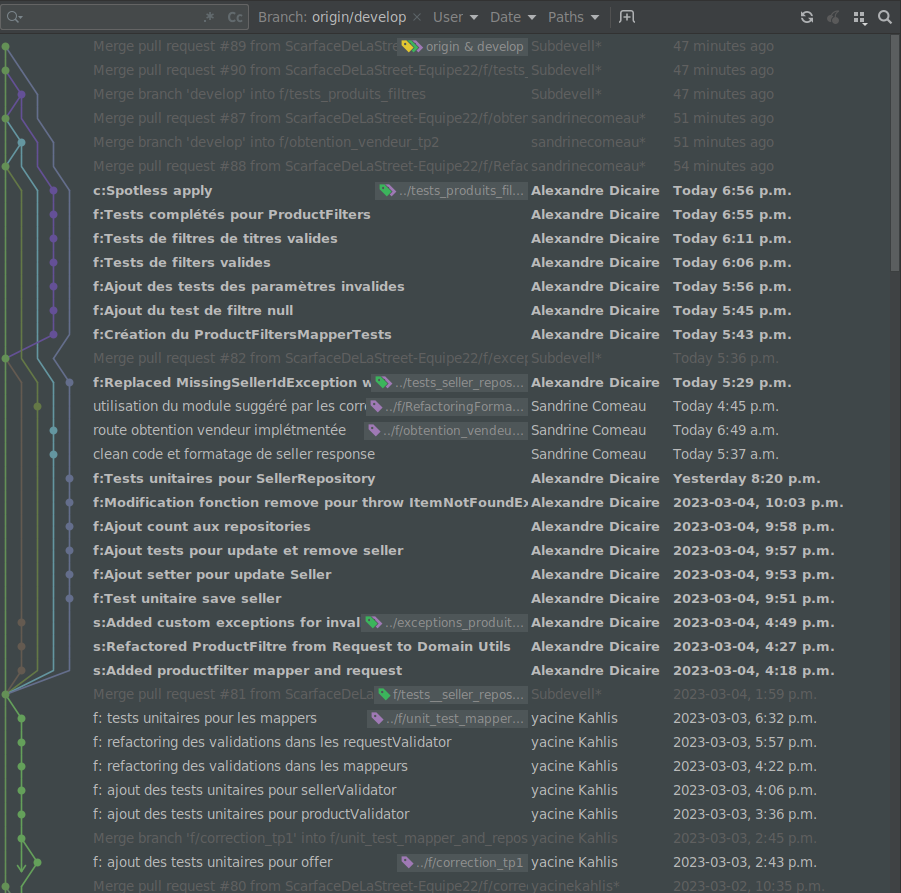 Cc Branch: origin/develop × User Date Paths
Merge pull request #89 from ScarfaceDeLaStre origin & develop Subdevell* 47 minutes ago
Merge pull request #90 from ScarfaceDeLaStreet-Equipe22/f/tests_ Subdevell* 47 minutes ago
Merge branch 'develop' into f/tests_produits_filtres Subdevell* 47 minutes ago
Merge pull request #87 from ScarfaceDeLaStreet-Equipe22/f/obter sandrinecomeau* 51 minutes ago
Merge branch 'develop' into f/obtention_vendeur_tp2 sandrinecomeau* 51 minutes ago
Merge pull request #88 from ScarfaceDeLaStreet-Equipe22/f/Refac sandrinecomeau* 54 minutes ago
c:Spotless apply ../tests_produits_fil... Alexandre Dicaire Today 6:56 p.m.
f:Tests complétés pour ProductFilters Alexandre Dicaire Today 6:55 p.m.
f:Tests de filtres de titres valides Alexandre Dicaire Today 6:11 p.m.
f:Tests de filters valides Alexandre Dicaire Today 6:06 p.m.
f:Ajout des tests des paramètres invalides Alexandre Dicaire Today 5:56 p.m.
f:Ajout du test de filtre null Alexandre Dicaire Today 5:45 p.m.
f:Création du ProductFiltersMapperTests Alexandre Dicaire Today 5:43 p.m.
Merge pull request #82 from ScarfaceDeLaStreet-Equipe22/f/excep Subdevell* Today 5:36 p.m.
f:Replaced MissingSellerIdException w ../tests_seller_repos... Alexandre Dicaire Today 5:29 p.m.
utilisation du module suggéré par les corr ../f/RefactoringForma... Sandrine Comeau Today 4:45 p.m.
route obtention vendeur implétmentée ../f/obtention_vendeu... Sandrine Comeau Today 6:49 a.m.
clean code et formatage de seller response Sandrine Comeau Today 5:37 a.m.
f:Tests unitaires pour SellerRepository Alexandre Dicaire Yesterday 8:20 p.m.
f:Modification fonction remove pour throw ItemNotFoundEx Alexandre Dicaire 2023-03-04, 10:03 p.m.
f:Ajout count aux repositories Alexandre Dicaire 2023-03-04, 9:58 p.m.
f:Ajout tests pour update et remove seller Alexandre Dicaire 2023-03-04, 9:57 p.m.
f:Ajout setter pour update Seller Alexandre Dicaire 2023-03-04, 9:53 p.m.
f:Test unitaire save seller Alexandre Dicaire 2023-03-04, 9:51 p.m.
s:Added custom exceptions for inval ../exceptions_produit... Alexandre Dicaire 2023-03-04, 4:49 p.m.
s:Refactored ProductFiltre from Request to Domain Utils Alexandre Dicaire 2023-03-04, 4:27 p.m.
s:Added productfilter mapper and request Alexandre Dicaire 2023-03-04, 4:18 p.m.
Merge pull request #81 from ScarfaceDeLa f/tests__seller_repos... Subdevell* 2023-03-04, 1:59 p.m.
f: tests unitaires pour les mappers ../f/unit_test_mapper... yacine Kahlis 2023-03-03, 6:32 p.m.
f: refactoring des validations dans les requestValidator yacine Kahlis 2023-03-03, 5:57 p.m.
f: refactoring des validations dans les mappeurs yacine Kahlis 2023-03-03, 4:22 p.m.
f: ajout des tests unitaires pour sellerValidator yacine Kahlis 2023-03-03, 4:06 p.m.
f: ajout des tests unitaires pour productValidator yacine Kahlis 2023-03-03, 3:36 p.m.
Merge branch 'f/correction_tp1' into f/unit_test_mapper_and_repos yacine Kahlis 2023-03-03, 2:45 p.m.
f: ajout des tests unitaires pour offer ../f/correction_tp1 yacine Kahlis 2023-03-03, 2:43 p.m.
Merge pull request #80 from ScarfaceDeLaStreet-Equipe22/f/corre yacinekahlis* 2023-03-02, 10:35 p.m.